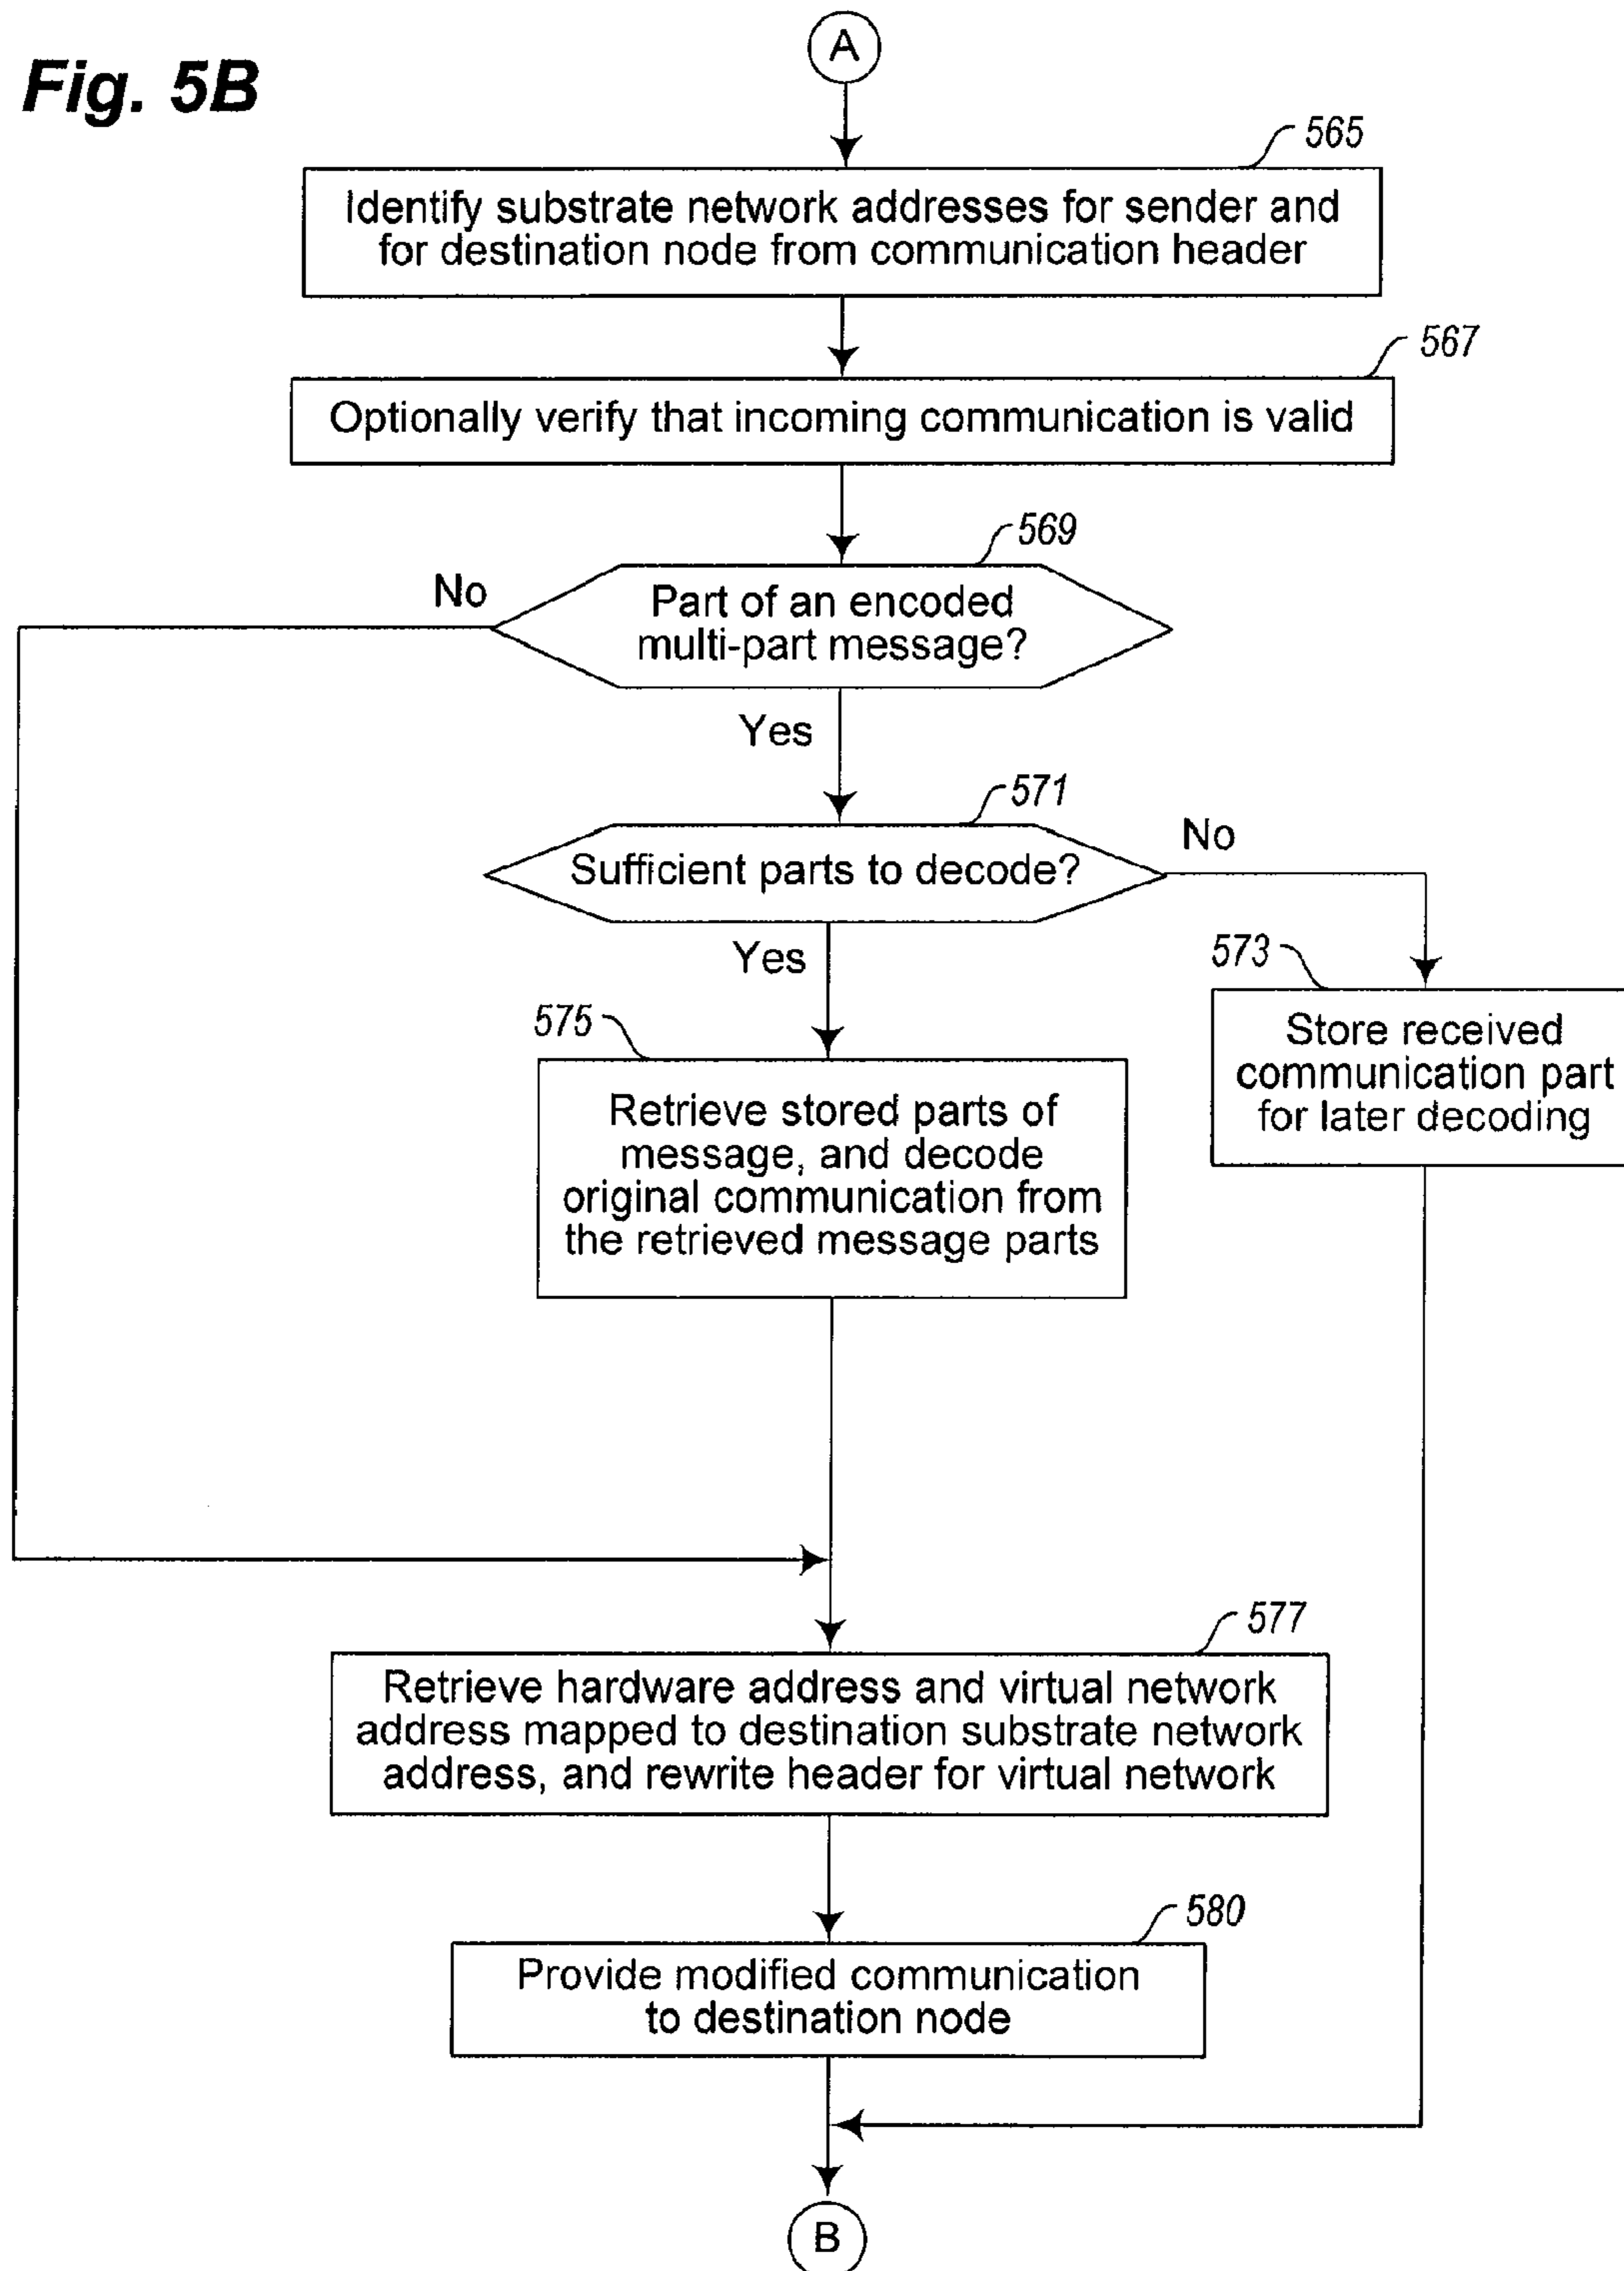 Fig. 5B
A
565
Identify substrate network addresses for sender and
for destination node from communication header
567
Optionally verify that incoming communication is valid
569
No
Part of an encoded
multi-part message?
Yes
571
No
Sufficient parts to decode?
Yes
573
Store received
communication part
for later decoding
575
Retrieve stored parts of
message, and decode
original communication from
the retrieved message parts
577
Retrieve hardware address and virtual network
address mapped to destination substrate network
address, and rewrite header for virtual network
580
Provide modified communication
to destination node
B